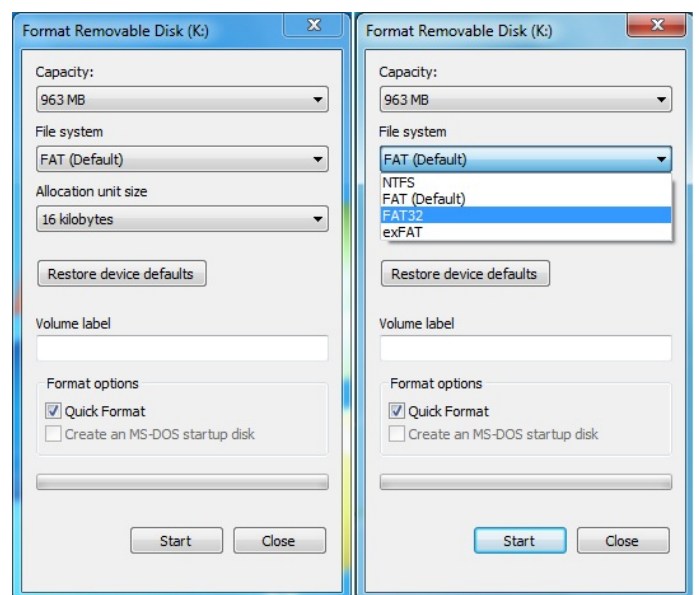 Format Removable Disk (K:)
Capacity:
963 MB
File system
FAT (Default)
Allocation unit size
16 kilobytes
Restore device defaults
Volume label
Format options
Quick Format
Create an MS-DOS startup disk
Start
Close
Format Removable Disk (K:)
Capacity:
963 MB
File system
FAT (Default)
NTFS
FAT (Default)
FAT32
exFAT
Restore device defaults
Volume label
Format options
Quick Format
Create an MS-DOS startup disk
Start
Close